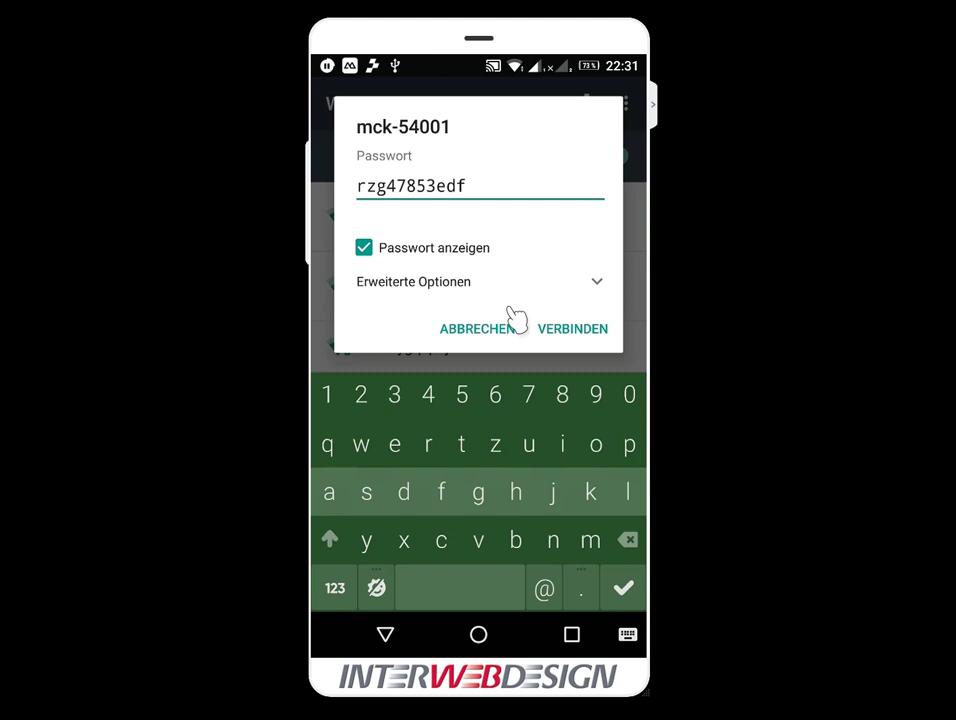 22:31
73%
mck-54001
Passwort
rzg47853edf
Passwort anzeigen
Erweiterte Optionen
ABBRECHEN VERBINDEN
1 2 3 4 5 6 7 8 9 0
q w e r t z u i o p
a s d f g h j k l
y x c v b n m
123 @ .
INTERWEBDESIGN